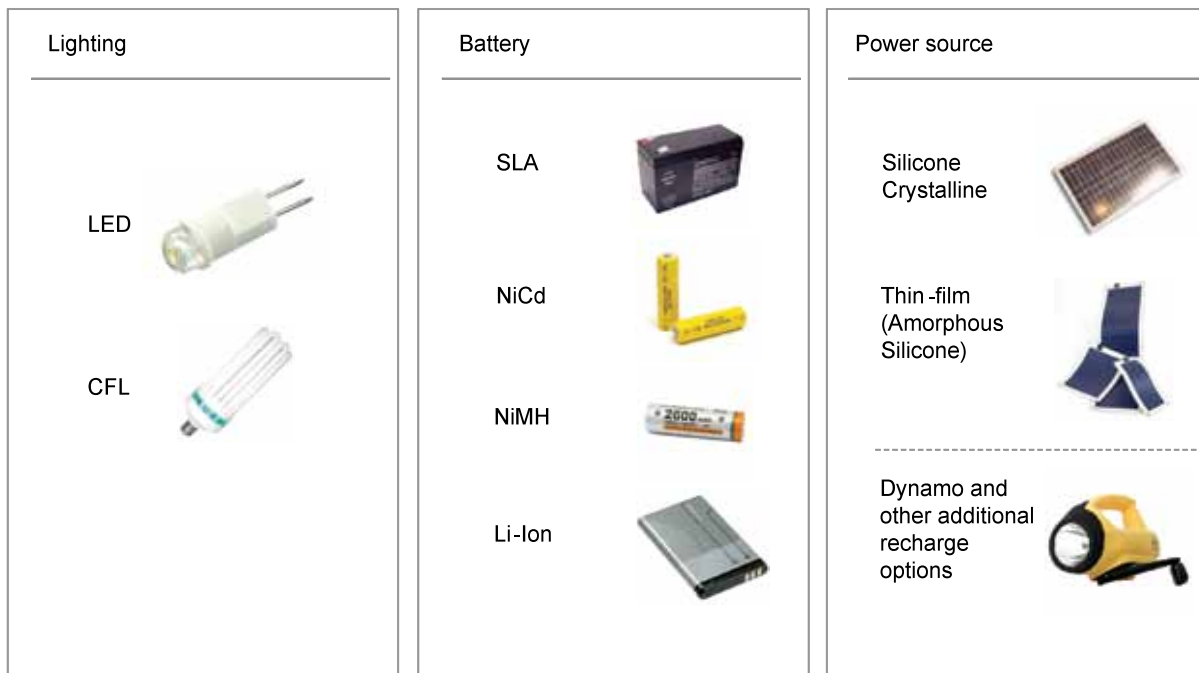 Lighting
LED
CFL
Battery
SLA
NiCd
NiMH
2600
Li-Ion
Power source
Silicone
Crystalline
Thin-film
(Amorphous
Silicone)
Dynamo and
other additional
recharge
options